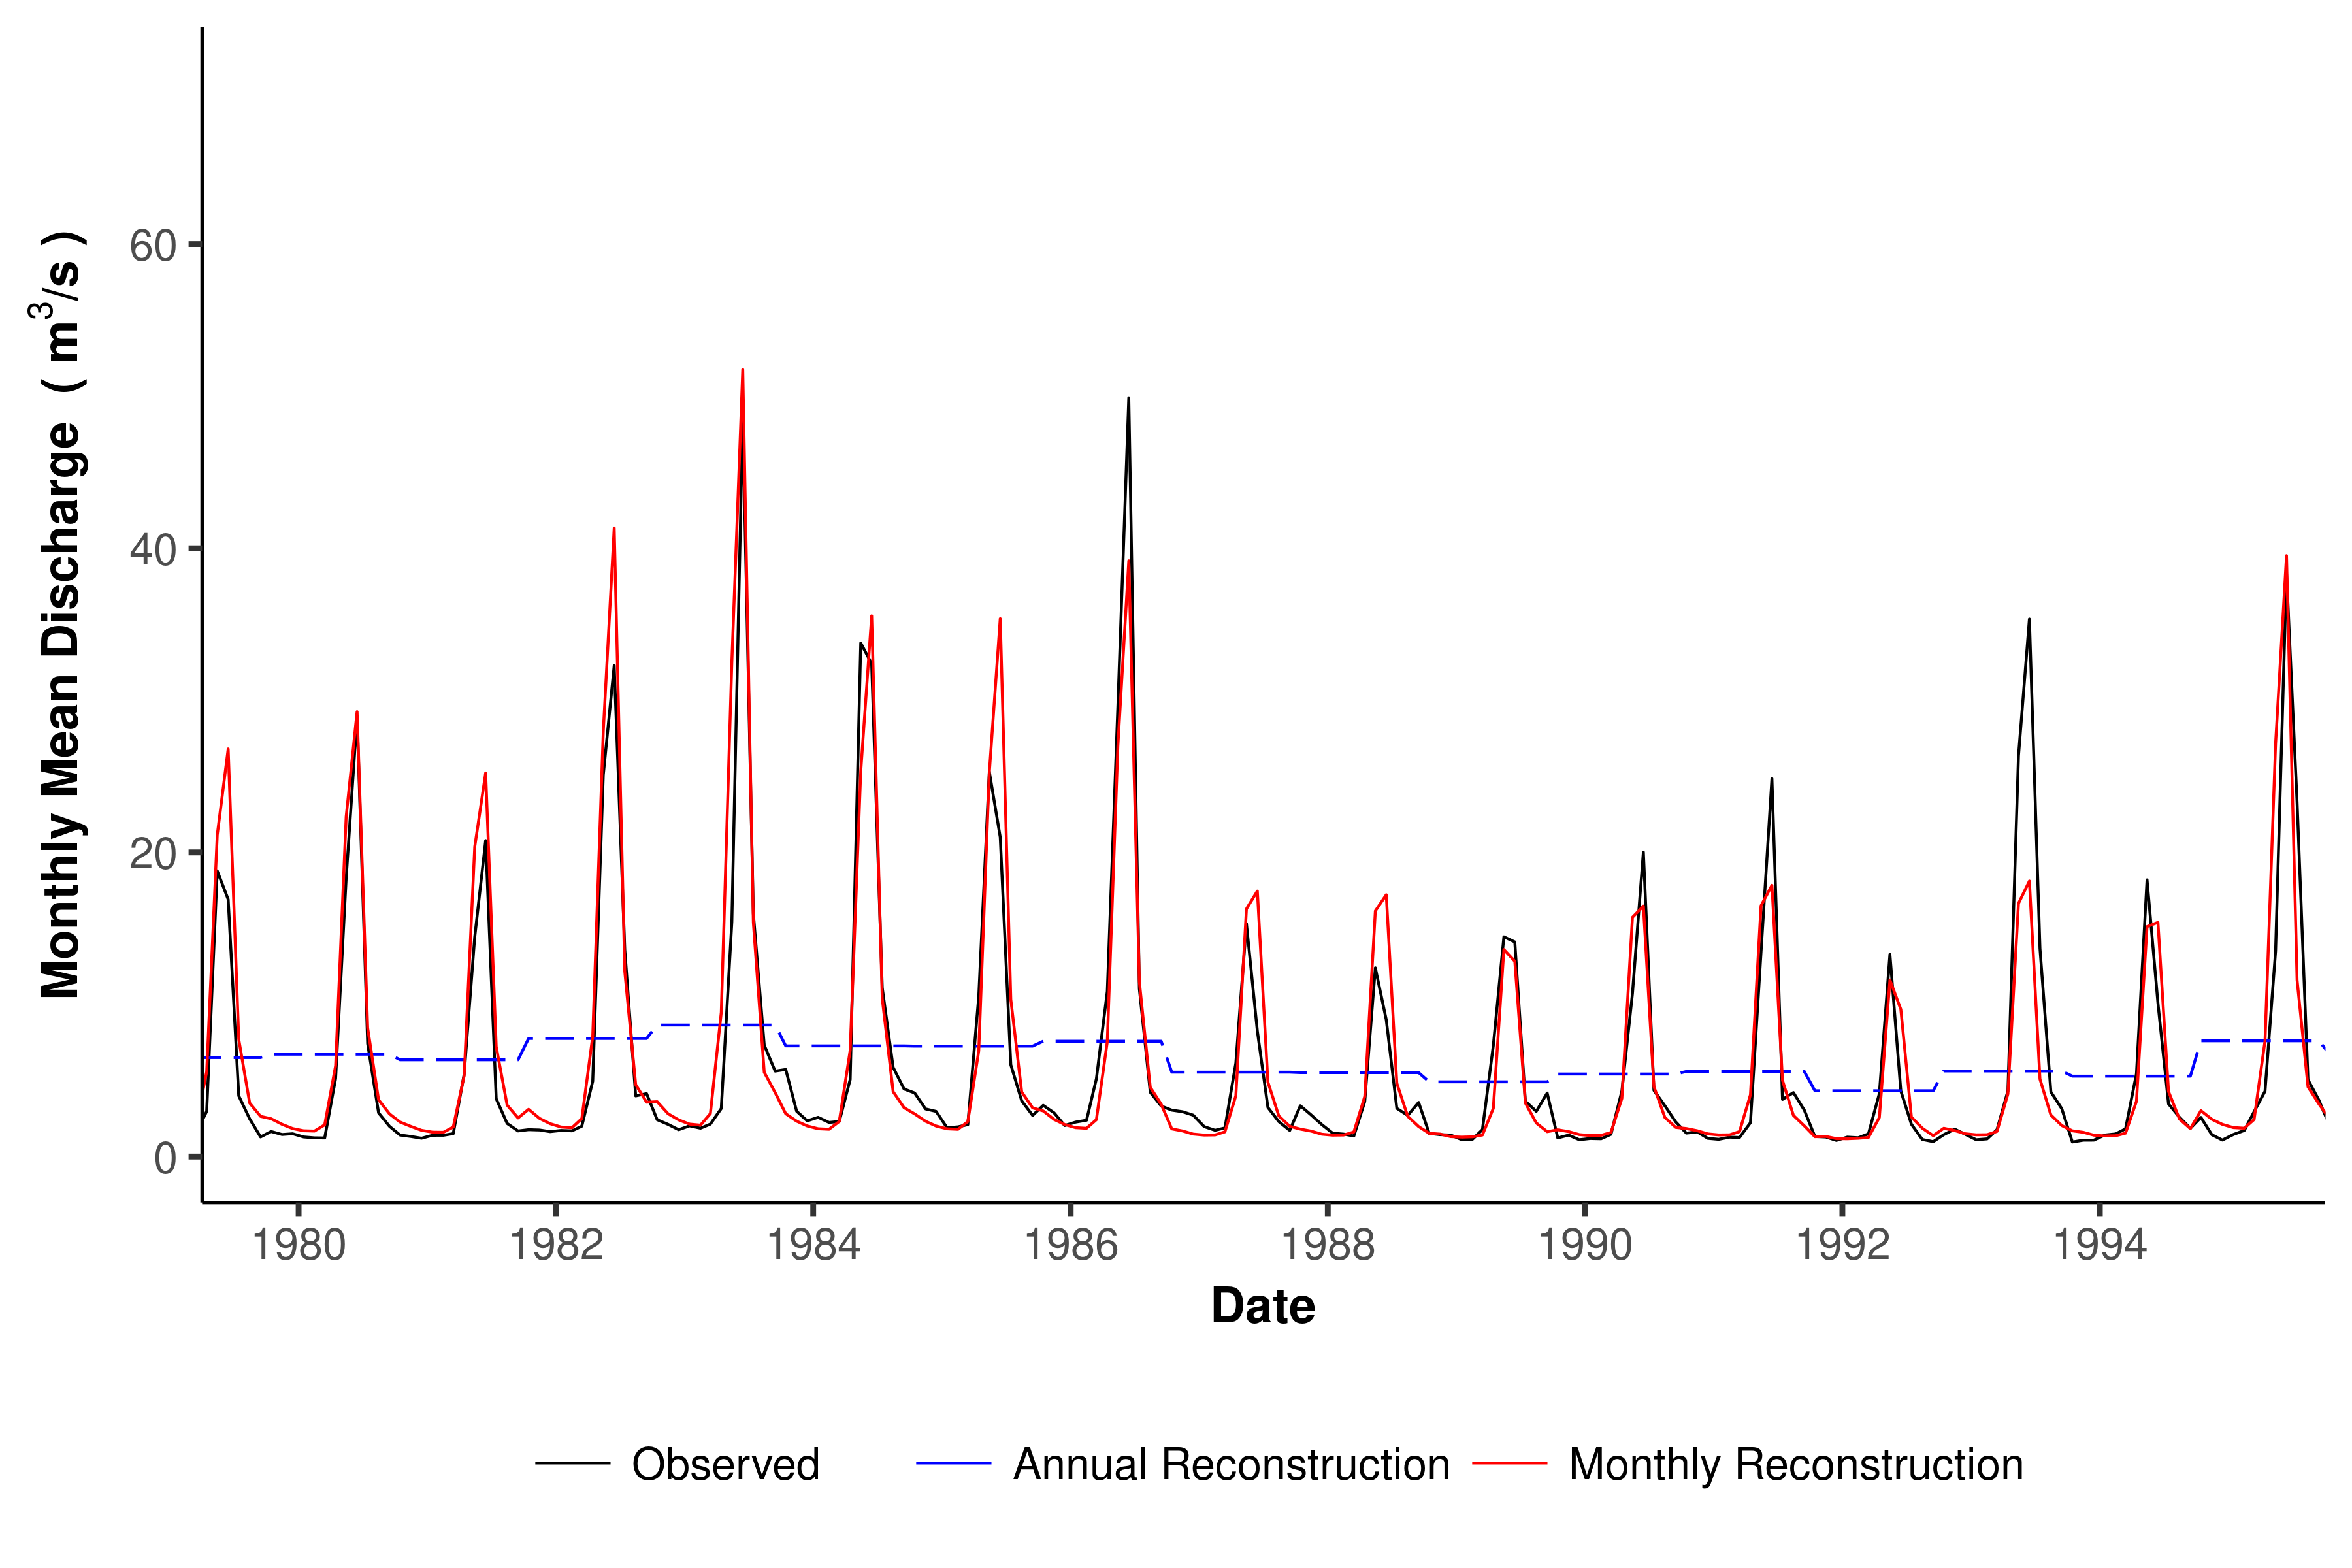 Monthly Mean Discharge ( m³/s )
60
40
20
0
1980 1982 1984 1986 1988 1990 1992 1994
Date
Observed Annual Reconstruction Monthly Reconstruction